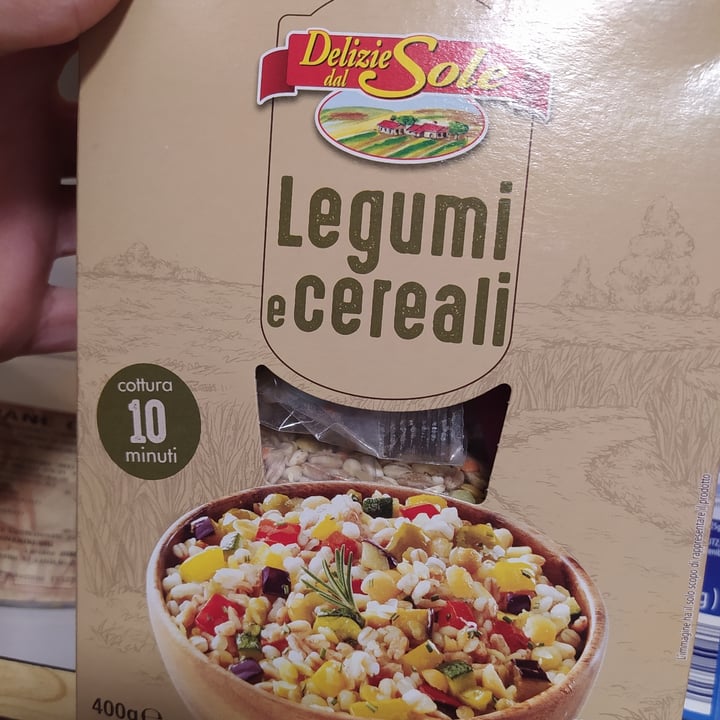 Delizie
dal Sole
Legumi
e cereali
cottura
10
minuti
400g e
L'immagine ha il solo scopo di rappresentare il prodotto